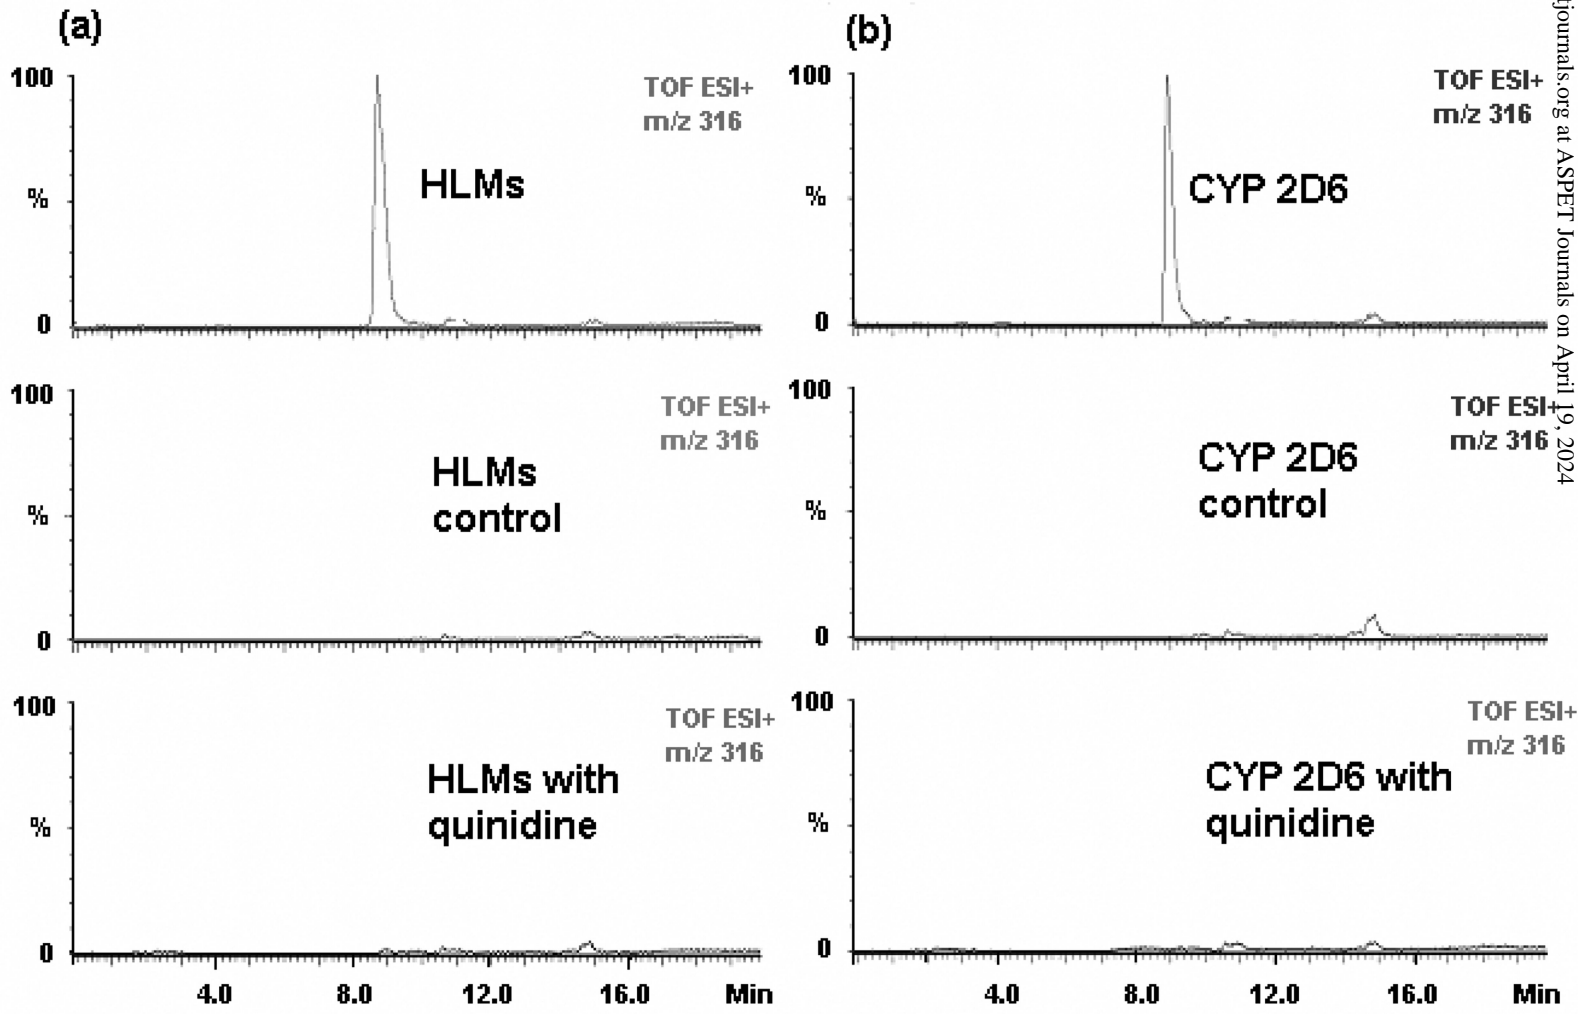 (a)
100
%
0
TOF ESI+
m/z 316
HLMs
100
%
0
TOF ESI+
m/z 316
HLMs
control
100
%
0
TOF ESI+
m/z 316
HLMs with
quinidine
4.0 8.0 12.0 16.0 Min
(b)
100
%
0
TOF ESI+
m/z 316
CYP 2D6
100
%
0
TOF ESI+
m/z 316
CYP 2D6
control
100
%
0
TOF ESI+
m/z 316
CYP 2D6 with
quinidine
4.0 8.0 12.0 16.0 Min
tjournals.org at ASPET Journals on April 19, 2024